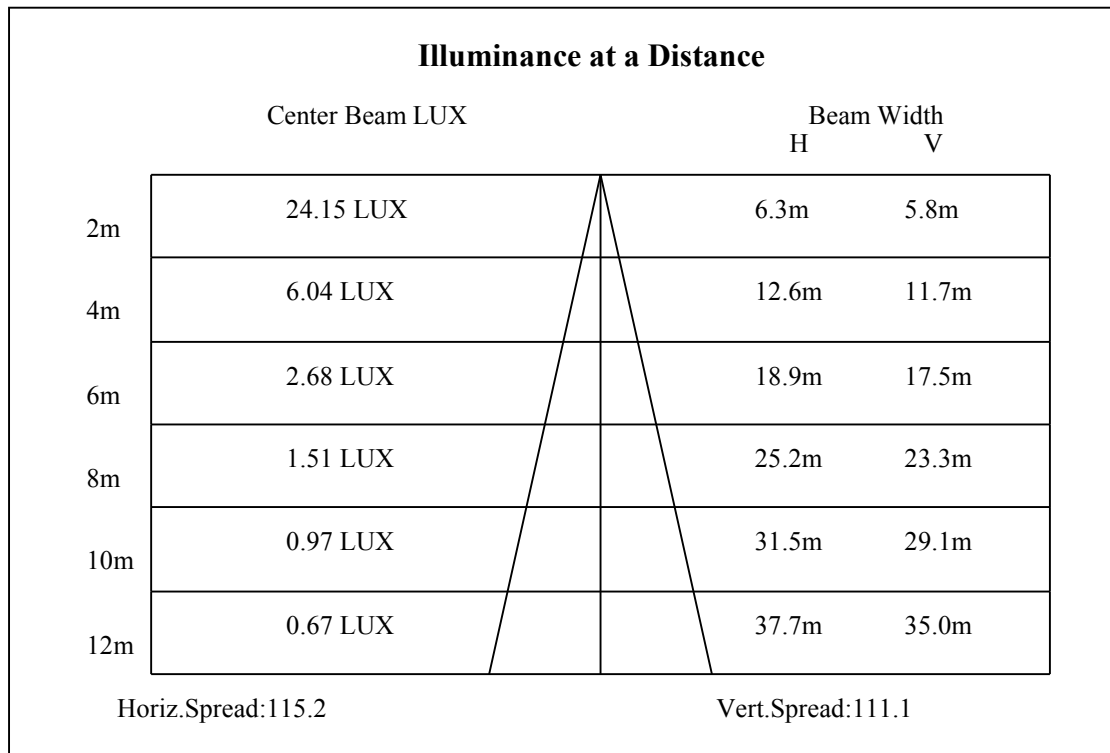 Illuminance at a Distance
Center Beam LUX Beam Width
H V
2m 24.15 LUX 6.3m 5.8m
4m 6.04 LUX 12.6m 11.7m
6m 2.68 LUX 18.9m 17.5m
8m 1.51 LUX 25.2m 23.3m
10m 0.97 LUX 31.5m 29.1m
12m 0.67 LUX 37.7m 35.0m
Horiz.Spread:115.2 Vert.Spread:111.1